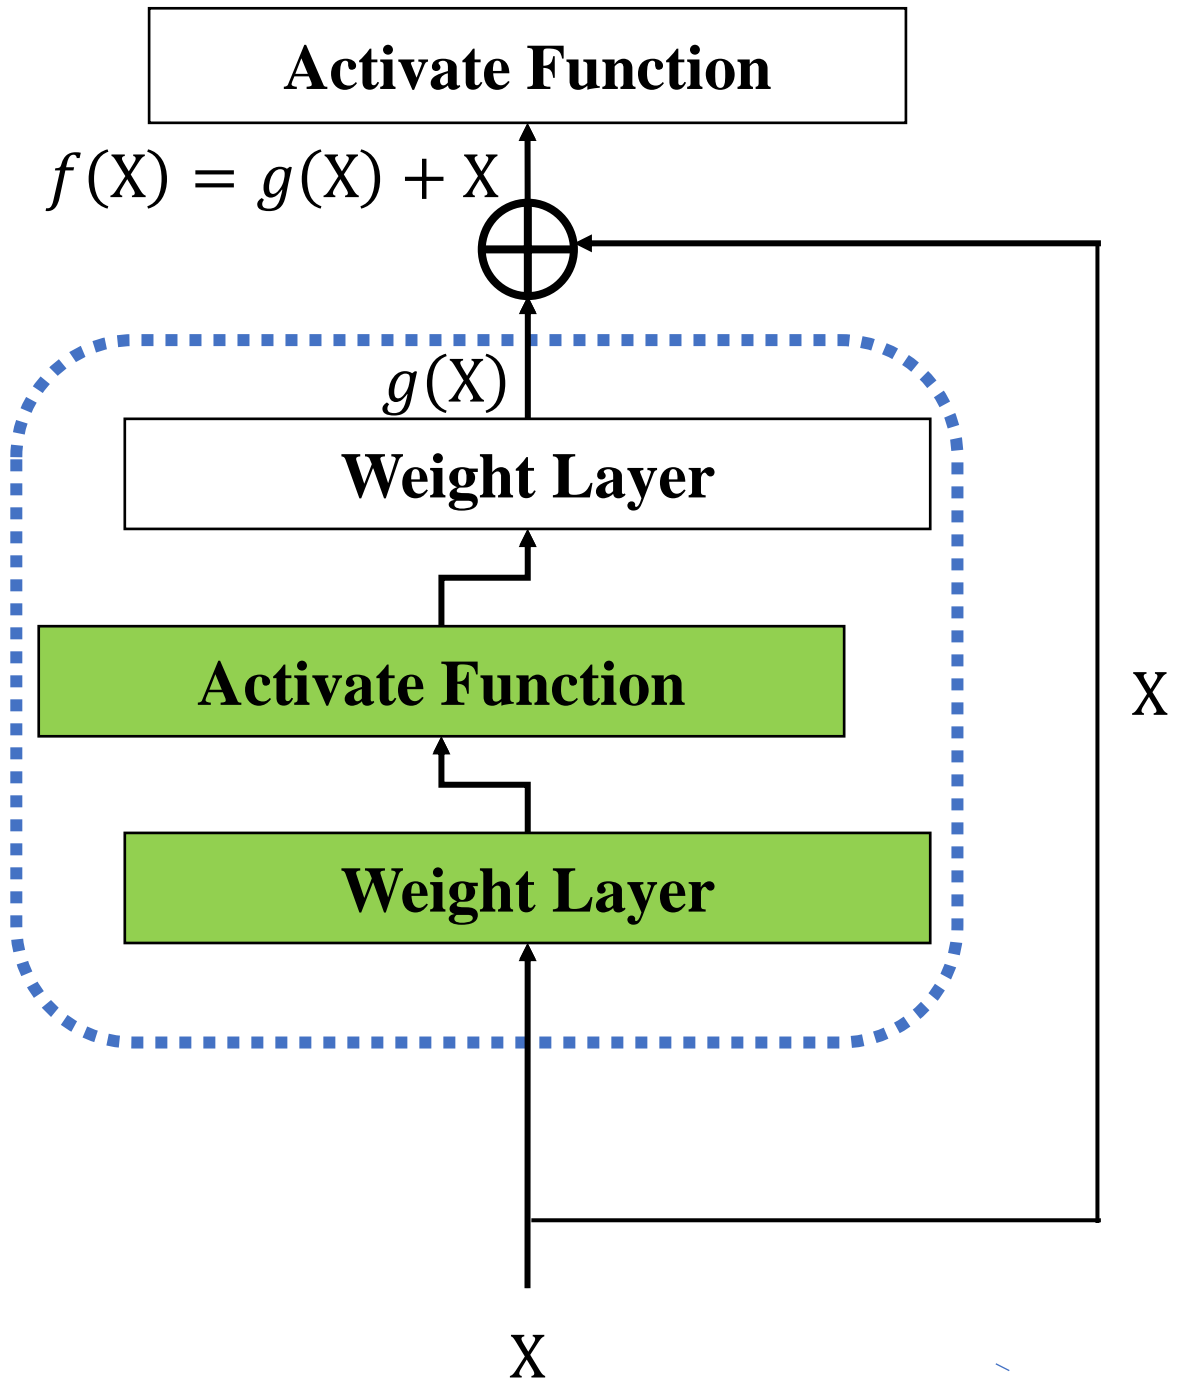 Activate Function
f(X) = g(X) + X
g(X)
Weight Layer
Activate Function
X
Weight Layer
X